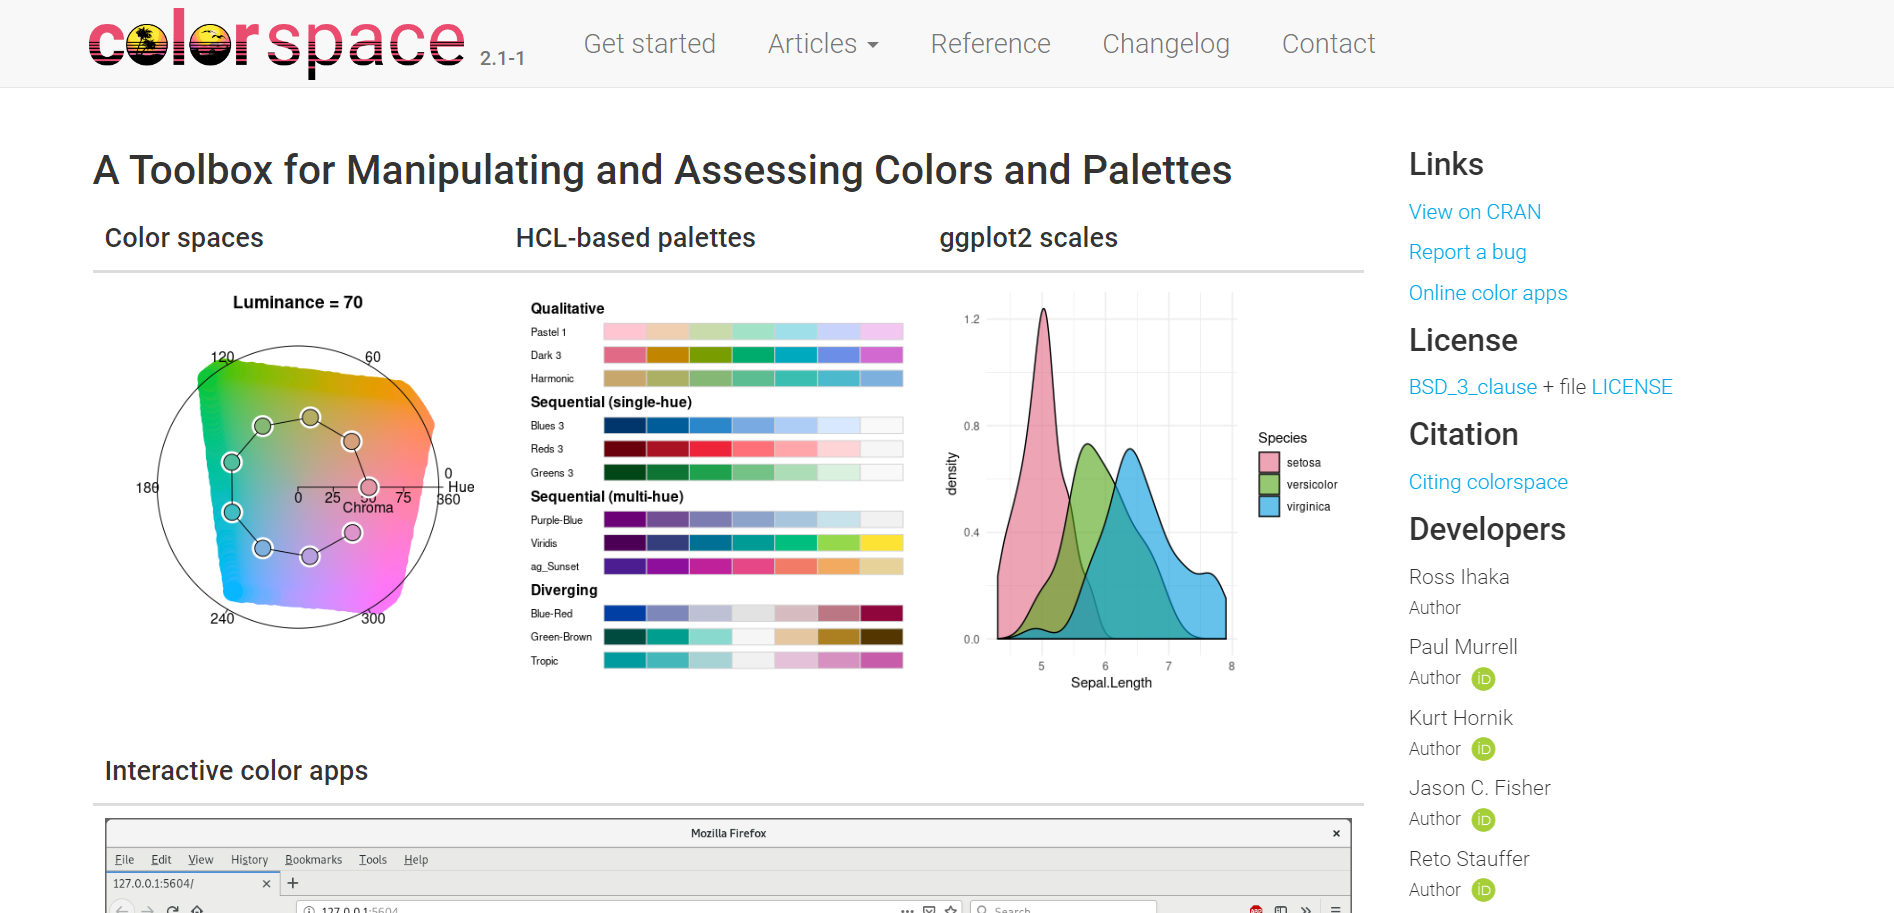 colorspace 2.1-1
Get started
Articles
Reference
Changelog
Contact
A Toolbox for Manipulating and Assessing Colors and Palettes
Color spaces
Luminance = 70
120
60
180
0
Hue
360
0 25 50 75
Chroma
240
300
HCL-based palettes
Qualitative
Pastel 1
Dark 3
Harmonic
Sequential (single-hue)
Blues 3
Reds 3
Greens 3
Sequential (multi-hue)
Purple-Blue
Viridis
ag_Sunset
Diverging
Blue-Red
Green-Brown
Tropic
ggplot2 scales
1.2
0.8
0.4
0.0
density
5 6 7 8
Sepal.Length
Species
setosa
versicolor
virginica
Interactive color apps
Mozilla Firefox
File Edit View History Bookmarks Tools Help
127.0.0.1:5604/
127.0.0.1:5604
Search
Links
View on CRAN
Report a bug
Online color apps
License
BSD_3_clause + file LICENSE
Citation
Citing colorspace
Developers
Ross Ihaka
Author
Paul Murrell
Author iD
Kurt Hornik
Author iD
Jason C. Fisher
Author iD
Reto Stauffer
Author iD